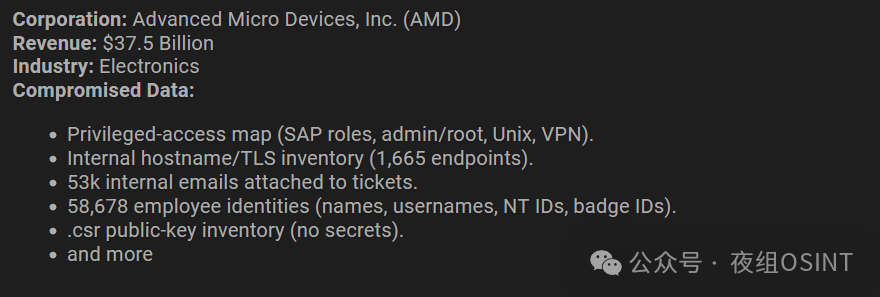 Corporation: Advanced Micro Devices, Inc. (AMD)
Revenue: $37.5 Billion
Industry: Electronics
Compromised Data:
• Privileged-access map (SAP roles, admin/root, Unix, VPN).
• Internal hostname/TLS inventory (1,665 endpoints).
• 53k internal emails attached to tickets.
• 58,678 employee identities (names, usernames, NT IDs, badge IDs).
• .csr public-key inventory (no secrets).
• and more
公众号 · 夜组OSINT